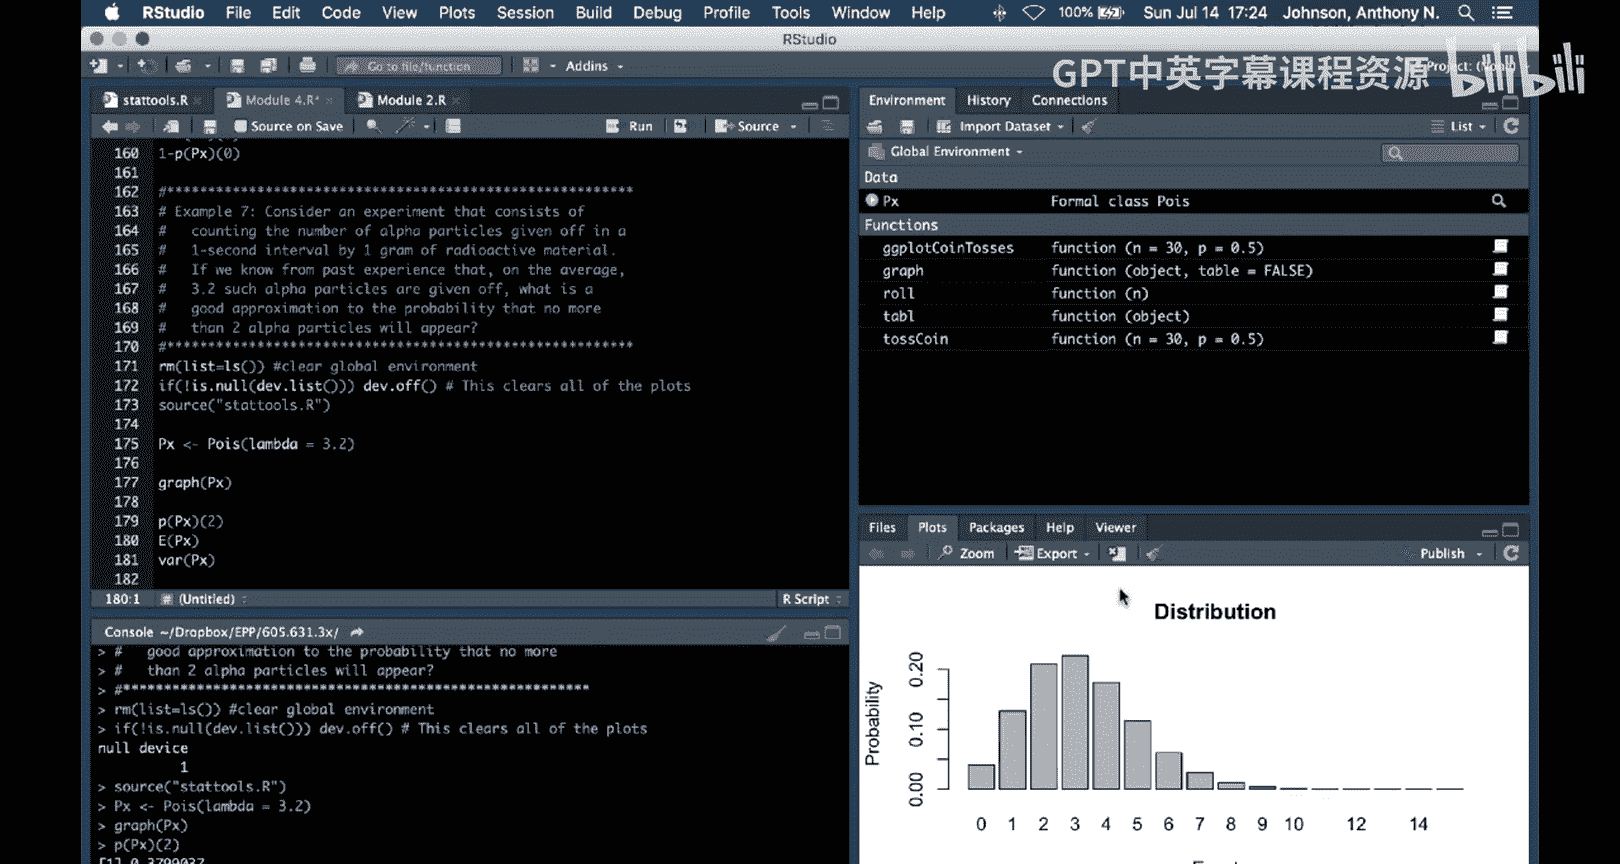 RStudio File Edit Code View Plots Session Build Debug Profile Tools Window Help 100% Sun Jul 14 17:24 Johnson, Anthony N.
RStudio
Go to file/function Addins
GPT中英字幕课程资源 bilibili
stattools.R Module 4.R* Module 2.R
Source on Save Run Source
160 1-p(Px)(0)
161
162 #*********************************************************
163 # Example 7: Consider an experiment that consists of
164 #   counting the number of alpha particles given off in a
165 #   1-second interval by 1 gram of radioactive material.
166 #   If we know from past experience that, on the average,
167 #   3.2 such alpha particles are given off, what is a
168 #   good approximation to the probability that no more
169 #   than 2 alpha particles will appear?
170 #*********************************************************
171 rm(list=ls()) #clear global environment
172 if(!is.null(dev.list())) dev.off() # This clears all of the plots
173 source("stattools.R")
174
175 Px <- Pois(lambda = 3.2)
176
177 graph(Px)
178
179 p(Px)(2)
180 E(Px)
181 var(Px)
182
180:1 # (Untitled) R Script
Console ~/Dropbox/EPP/605.631.3x/
> #   good approximation to the probability that no more
> #   than 2 alpha particles will appear?
> #*********************************************************
> rm(list=ls()) #clear global environment
> if(!is.null(dev.list())) dev.off() # This clears all of the plots
null device
1
> source("stattools.R")
> Px <- Pois(lambda = 3.2)
> graph(Px)
> p(Px)(2)
[1] 0.3799037
Environment History Connections
Import Dataset List
Global Environment
Data
Px Formal class Pois
Functions
ggplotCoinTosses function (n = 30, p = 0.5)
graph function (object, table = FALSE)
roll function (n)
tabl function (object)
tossCoin function (n = 30, p = 0.5)
Files Plots Packages Help Viewer
Zoom Export Publish
Distribution
Probability
0.20
0.10
0.00
0 1 2 3 4 5 6 7 8 9 10 12 14